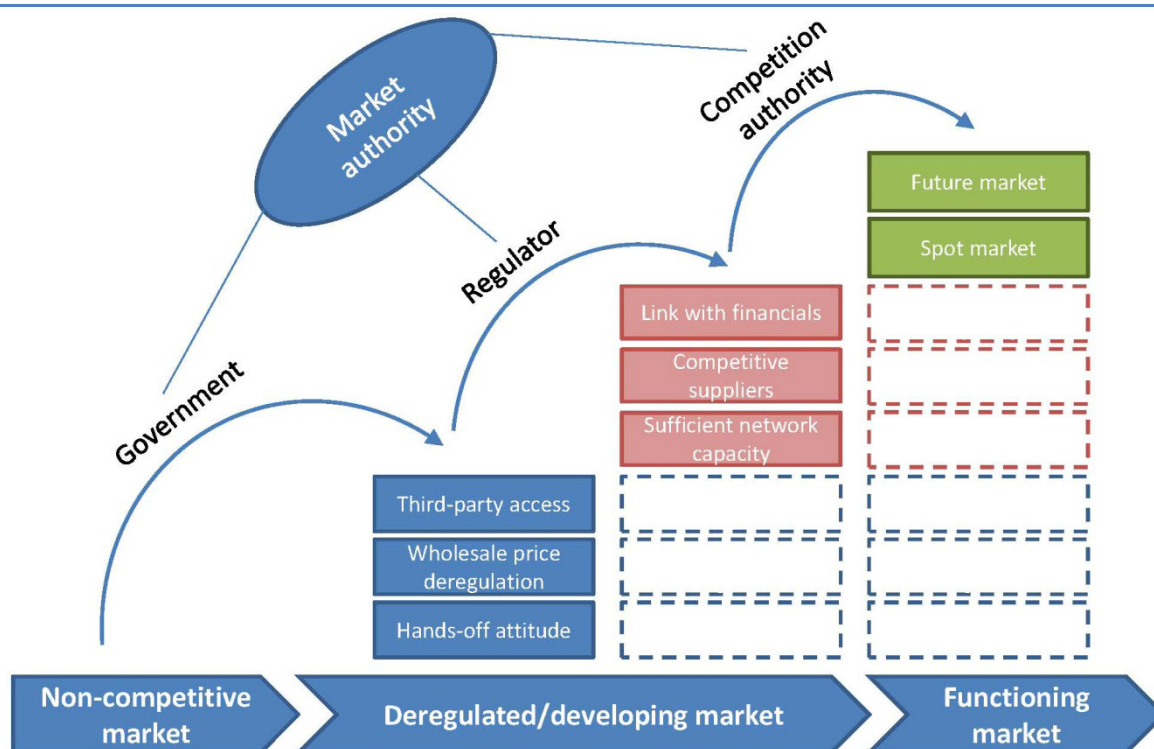 Market
authority
Competition
authority
Regulator
Government
Future market
Spot market
Link with financials
Competitive
suppliers
Sufficient network
capacity
Third-party access
Wholesale price
deregulation
Hands-off attitude
Non-competitive
market
Deregulated/developing market
Functioning
market